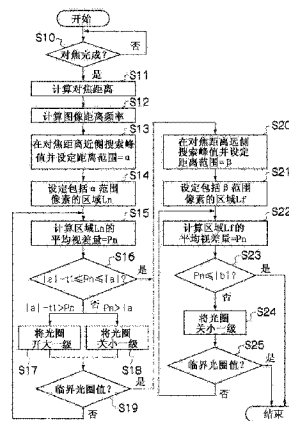 开始
S10
对焦完成?
否
是
S11
计算对焦距离
S12
计算图像距离频率
S13
在对焦距离近侧搜索峰
值并设定距离范围=α
S14
设定包括α范围
像素的区域Ln
S15
计算区域Ln的
平均视差量=Pn
S16
|a|-t1≤Pn≤|a|?
是
否
|a|-t1>Pn
Pn>|a
将光圈
开大一级
将光圈
关小一级
S17
S18
临界光圈值?
是
否
S19
S20
在对焦距离远侧
搜索峰值并设定
距离范围=β
S21
设定包括β范围
像素的区域Lf
S22
计算区域Lf的
平均视差量=Pn
S23
Pn≤|b|?
是
否
S24
将光圈
关小一级
S25
临界光圈值?
是
否
结束